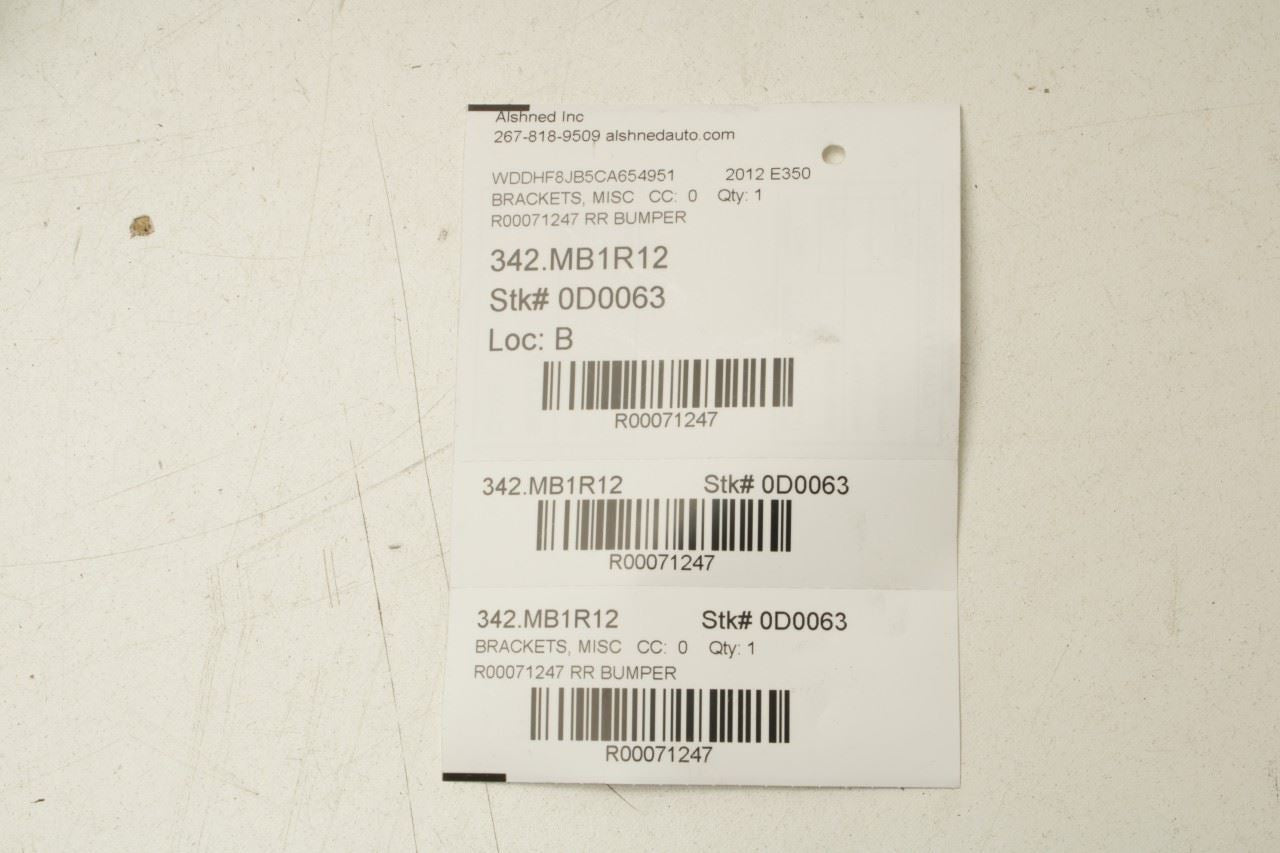 Alshned Inc
267-818-9509 alshnedauto.com
WDDHF8JB5CA654951 2012 E350
BRACKETS, MISC CC: 0 Qty: 1
R00071247 RR BUMPER
342.MB1R12
Stk# 0D0063
Loc: B
R00071247
342.MB1R12 Stk# 0D0063
R00071247
342.MB1R12 Stk# 0D0063
BRACKETS, MISC CC: 0 Qty: 1
R00071247 RR BUMPER
R00071247